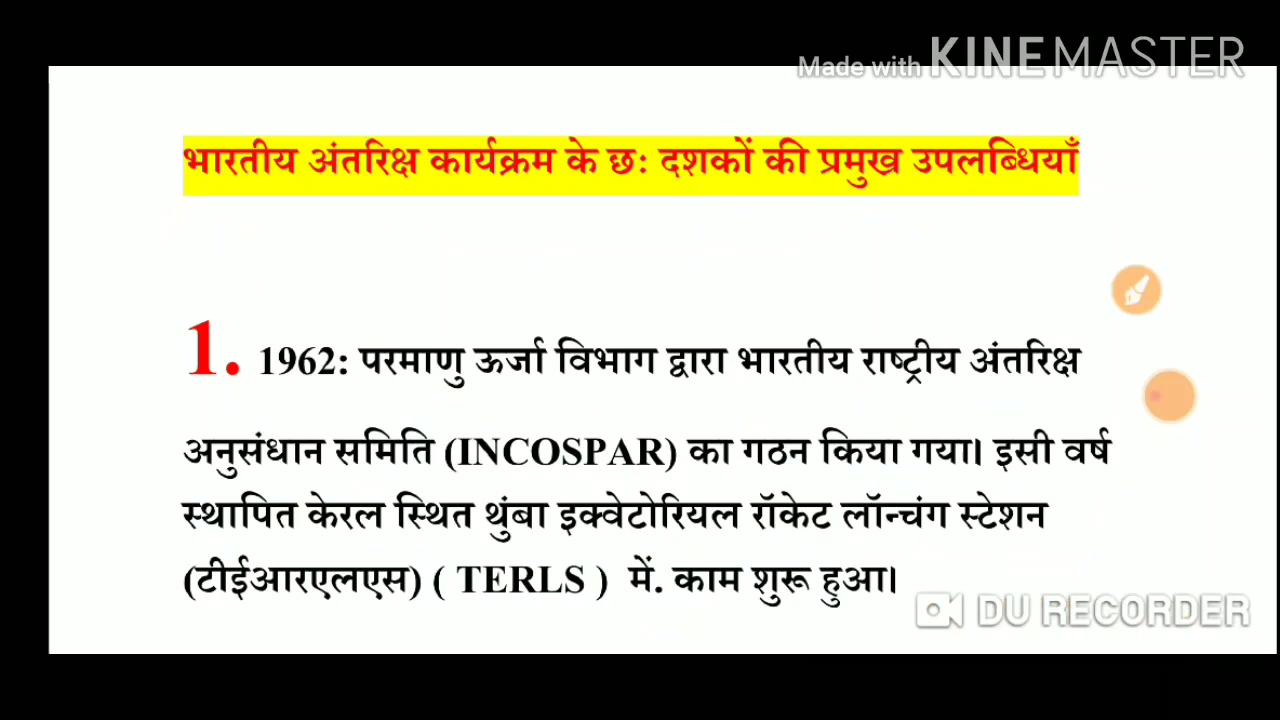 Made with KINEMASTER
भारतीय अंतरिक्ष कार्यक्रम के छः दशकों की प्रमुख उपलब्धियाँ
1. 1962: परमाणु ऊर्जा विभाग द्वारा भारतीय राष्ट्रीय अंतरिक्ष
अनुसंधान समिति (INCOSPAR) का गठन किया गया। इसी वर्ष
स्थापित केरल स्थित थुंबा इक्वेटोरियल रॉकेट लॉन्चंग स्टेशन
(टीईआरएलएस) ( TERLS ) में. काम शुरू हुआ।
DU RECORDER